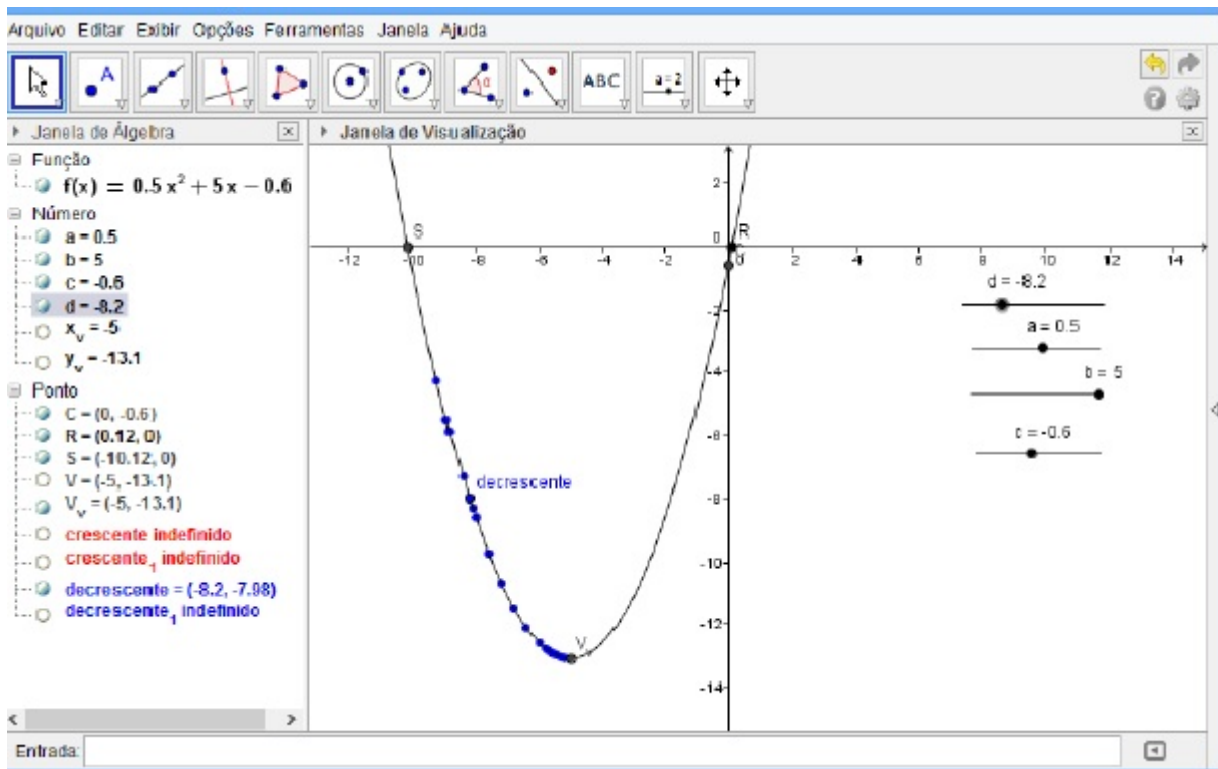 Arquivo Editar Exibir Opções Ferramentas Janela Ajuda
A
α
ABC
a=2
Janela de Álgebra
Função
f(x) = 0.5 x² + 5 x − 0.6
Número
a = 0.5
b = 5
c = -0.6
d = -8.2
xᵥ = -5
yᵥ = -13.1
Ponto
C = (0, -0.6)
R = (0.12, 0)
S = (-10.12, 0)
V = (-5, -13.1)
Vᵥ = (-5, -13.1)
crescente indefinido
crescente₁ indefinido
decrescente = (-8.2, -7.98)
decrescente₁ indefinido
Janela de Visualização
2
S
0
R
-12 -10 -8 -6 -4 -2 0 2 4 6 8 10 12 14
d = -8.2
-2
a = 0.5
-4
b = 5
-6
c = -0.6
decrescente
-8
-10
-12
Vᵥ
-14
Entrada: